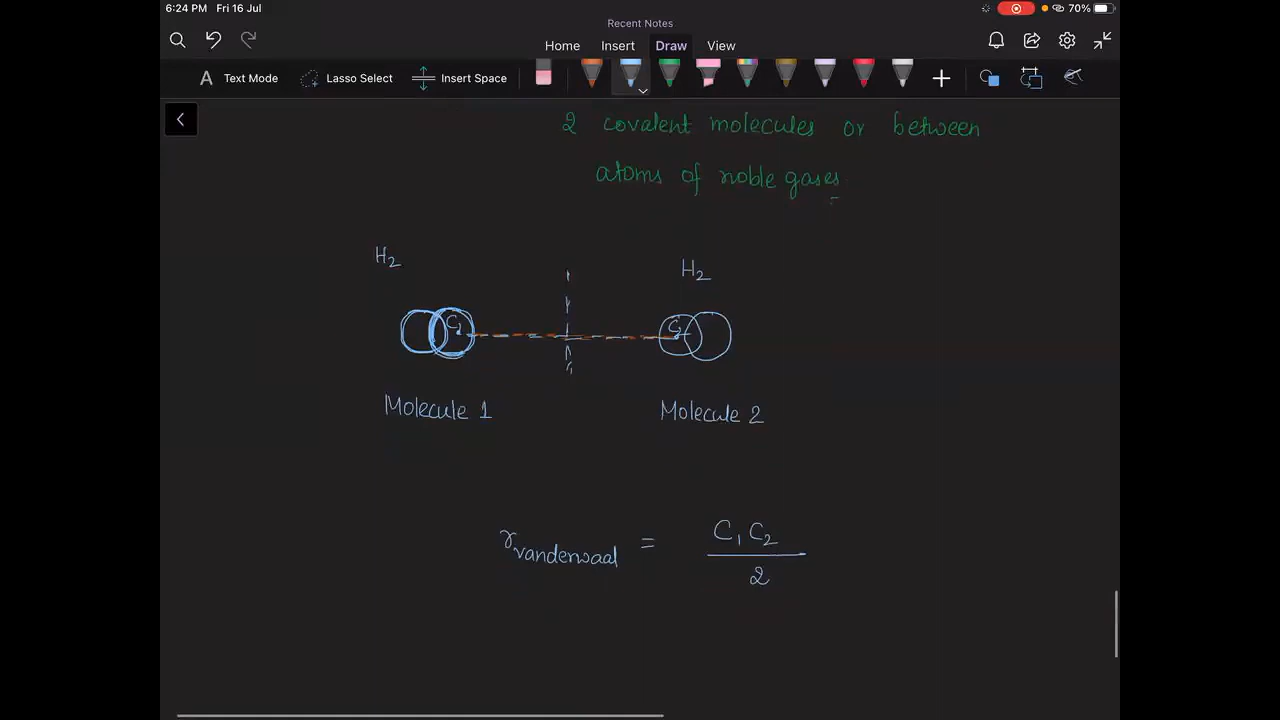 6:24 PM Fri 16 Jul
70%
Recent Notes
Home Insert Draw View
Text Mode Lasso Select Insert Space
2 covalent molecules or between
atoms of noble gases
H2
H2
C1
C
Molecule 1
Molecule 2
rvanderwaal = C1C2
2